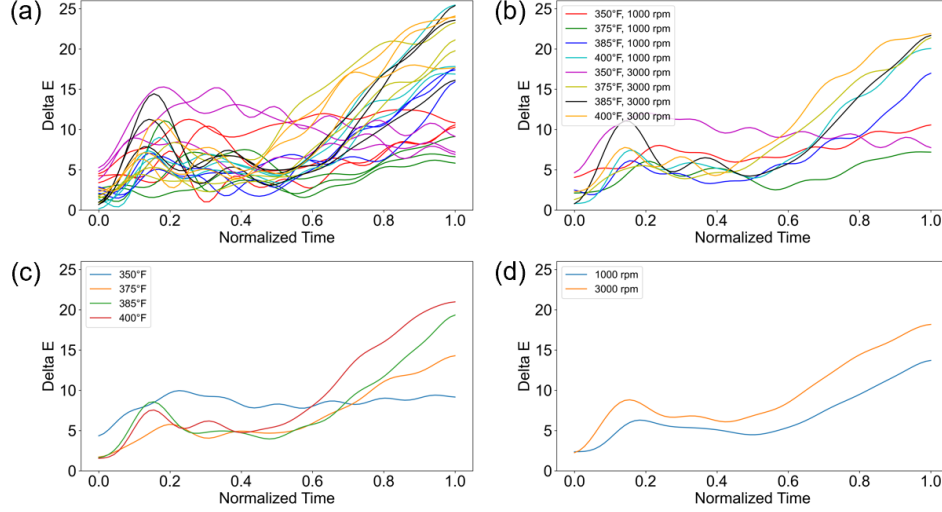 (a)
25
20
15
10
5
0
Delta E
0.0 0.2 0.4 0.6 0.8 1.0
Normalized Time
(b)
25
20
15
10
5
0
Delta E
350°F, 1000 rpm
375°F, 1000 rpm
385°F, 1000 rpm
400°F, 1000 rpm
350°F, 3000 rpm
375°F, 3000 rpm
385°F, 3000 rpm
400°F, 3000 rpm
0.0 0.2 0.4 0.6 0.8 1.0
Normalized Time
(c)
25
20
15
10
5
0
Delta E
350°F
375°F
385°F
400°F
0.0 0.2 0.4 0.6 0.8 1.0
Normalized Time
(d)
25
20
15
10
5
0
Delta E
1000 rpm
3000 rpm
0.0 0.2 0.4 0.6 0.8 1.0
Normalized Time